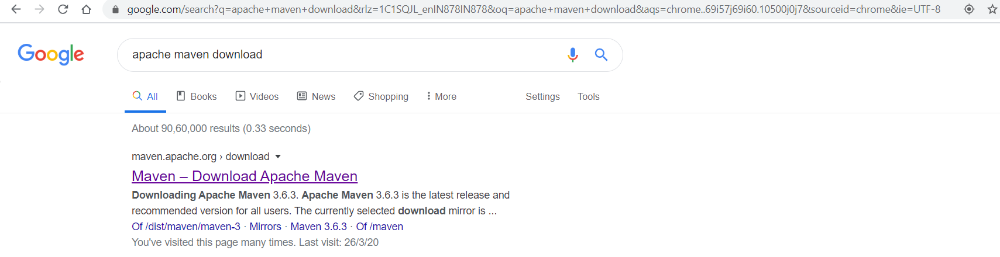 google.com/search?q=apache+maven+download&rlz=1C1SQJL_enIN878IN878&oq=apache+maven+download&aqs=chrome..69i57j69i60.10500j0j7&sourceid=chrome&ie=UTF-8
Google
apache maven download
All Books Videos News Shopping More Settings Tools
About 90,60,000 results (0.33 seconds)
maven.apache.org › download
Maven – Download Apache Maven
Downloading Apache Maven 3.6.3. Apache Maven 3.6.3 is the latest release and
recommended version for all users. The currently selected download mirror is ...
Of /dist/maven/maven-3 · Mirrors · Maven 3.6.3 · Of /maven
You've visited this page many times. Last visit: 26/3/20